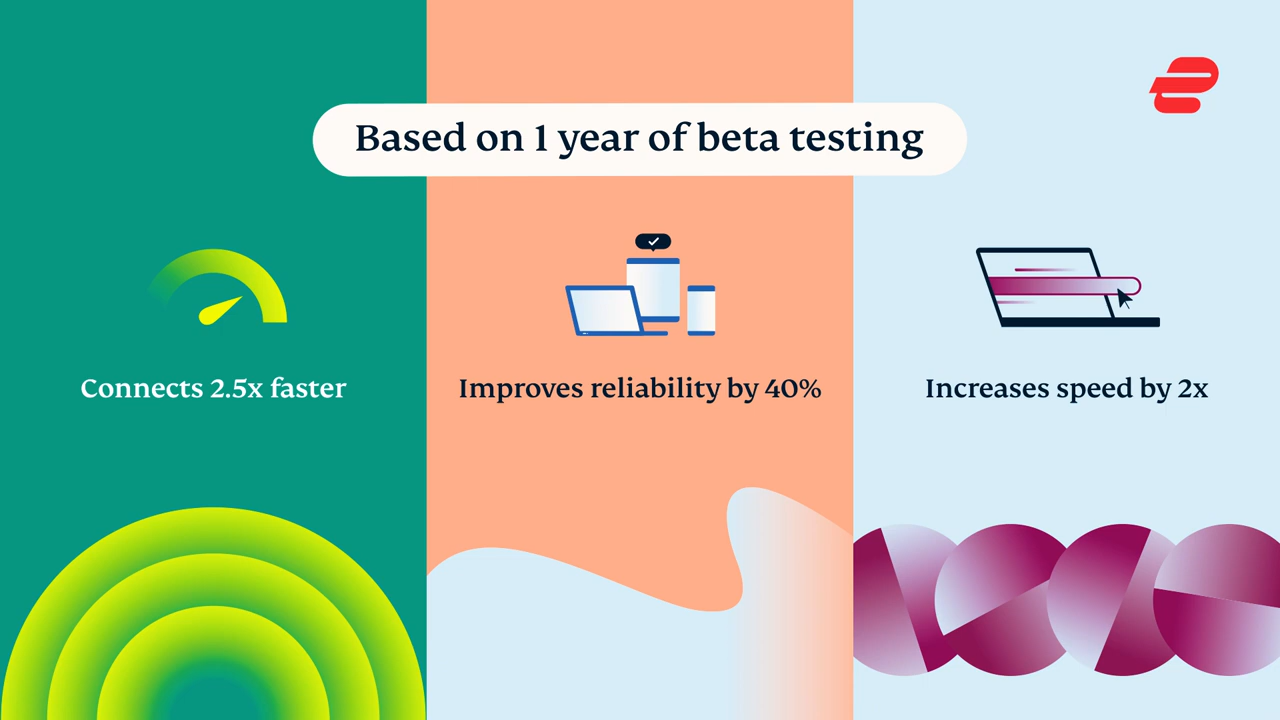 Based on 1 year of beta testing
Connects 2.5x faster
Improves reliability by 40%
Increases speed by 2x